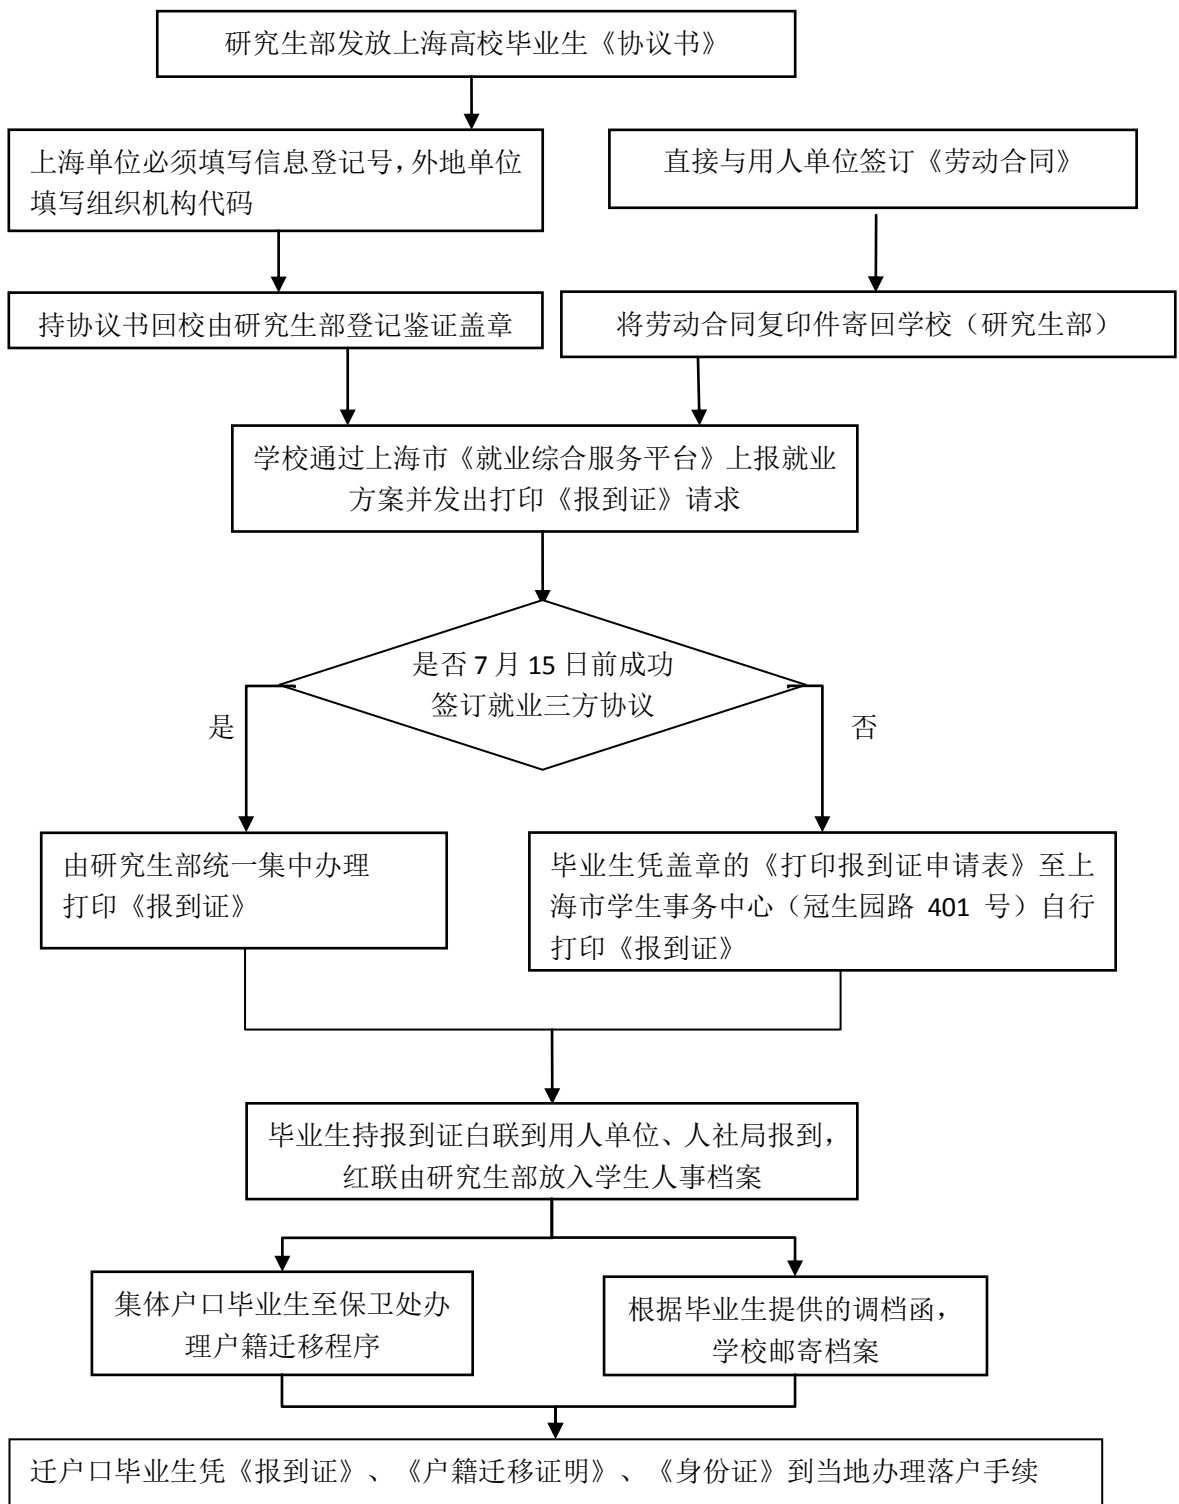 研究生部发放上海高校毕业生《协议书》
上海单位必须填写信息登记号，外地单位
填写组织机构代码
直接与用人单位签订《劳动合同》
持协议书回校由研究生部登记鉴证盖章
将劳动合同复印件寄回学校（研究生部）
学校通过上海市《就业综合服务平台》上报就业
方案并发出打印《报到证》请求
是否 7 月 15 日前成功
签订就业三方协议
是
否
由研究生部统一集中办理
打印《报到证》
毕业生凭盖章的《打印报到证申请表》至上
海市学生事务中心（冠生园路 401 号）自行
打印《报到证》
毕业生持报到证白联到用人单位、人社局报到，
红联由研究生部放入学生人事档案
集体户口毕业生至保卫处办
理户籍迁移程序
根据毕业生提供的调档函，
学校邮寄档案
迁户口毕业生凭《报到证》、《户籍迁移证明》、《身份证》到当地办理落户手续